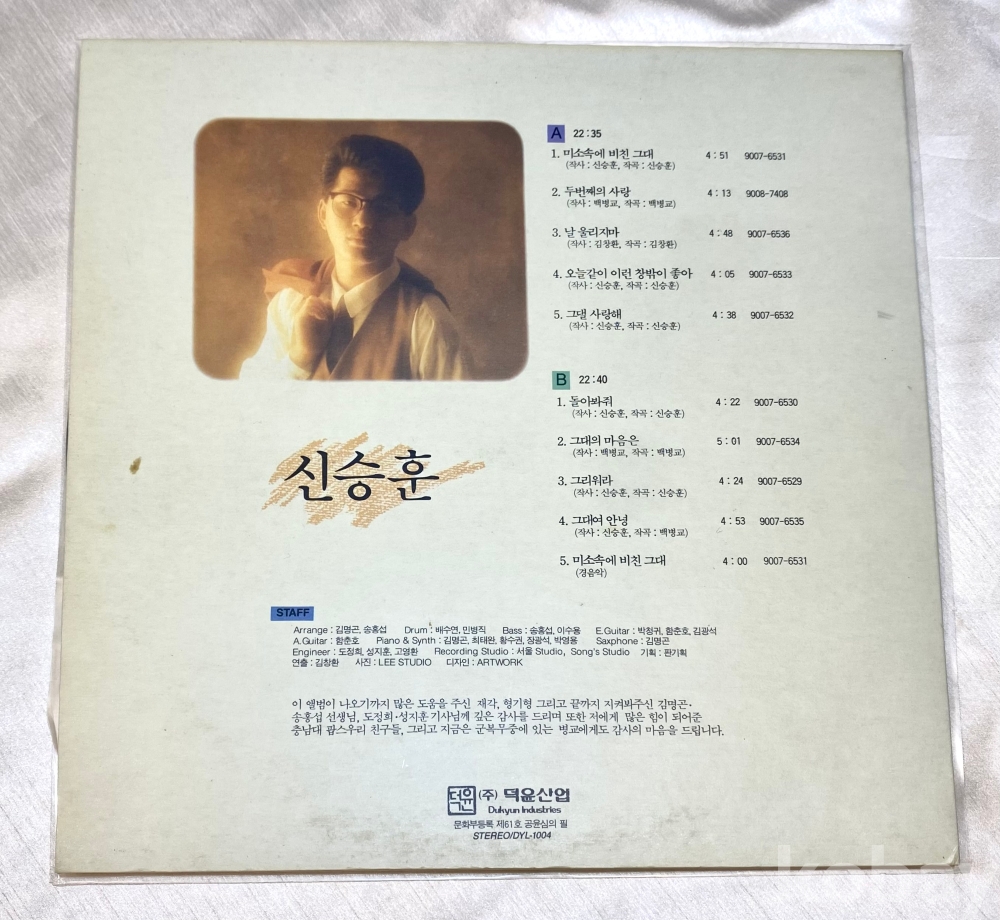 A 22:35
1. 미소속에 비친 그대 4:51 9007-6531
(작사 : 신승훈, 작곡 : 신승훈)
2. 두번째의 사랑 4:13 9008-7408
(작사 : 백병교, 작곡 : 백병교)
3. 날 울리지마 4:48 9007-6536
(작사 : 김창환, 작곡 : 김창환)
4. 오늘같이 이런 창밖이 좋아 4:05 9007-6533
(작사 : 신승훈, 작곡 : 신승훈)
5. 그댈 사랑해 4:38 9007-6532
(작사 : 신승훈, 작곡 : 신승훈)
B 22:40
1. 돌아봐줘 4:22 9007-6530
(작사 : 신승훈, 작곡 : 신승훈)
2. 그대의 마음은 5:01 9007-6534
(작사 : 백병교, 작곡 : 백병교)
3. 그리워라 4:24 9007-6529
(작사 : 신승훈, 작곡 : 신승훈)
4. 그대여 안녕 4:53 9007-6535
(작사 : 신승훈, 작곡 : 백병교)
5. 미소속에 비친 그대 4:00 9007-6531
(경음악)
신승훈
STAFF
Arrange : 김명곤, 송홍섭 Drum : 배수연, 민병직 Bass : 송홍섭, 이수용 E.Guitar : 박청귀, 함춘호, 김광석
A.Guitar : 함춘호 Piano & Synth : 김명곤, 최태완, 황수권, 장광석, 박영용 Saxphone : 김명곤
Engineer : 도정회, 성지훈, 고영환 Recording Studio : 서울 Studio, Song's Studio 기획 : 판기획
연출 : 김창환 사진 : LEE STUDIO 디자인 : ARTWORK
이 앨범이 나오기까지 많은 도움을 주신 재각, 형기형 그리고 끝까지 지켜봐주신 김명곤·
송홍섭 선생님, 도정회·성지훈 기사님께 깊은 감사를 드리며 또한 저에게 많은 힘이 되어준
충남대 팝스우리 친구들, 그리고 지금은 군복무중에 있는 병교에게도 감사의 마음을 드립니다.
덕윤 (주) 덕윤산업
Dukyun Industries
문화부등록 제61호 공윤심의 필
STEREO/DYL-1004